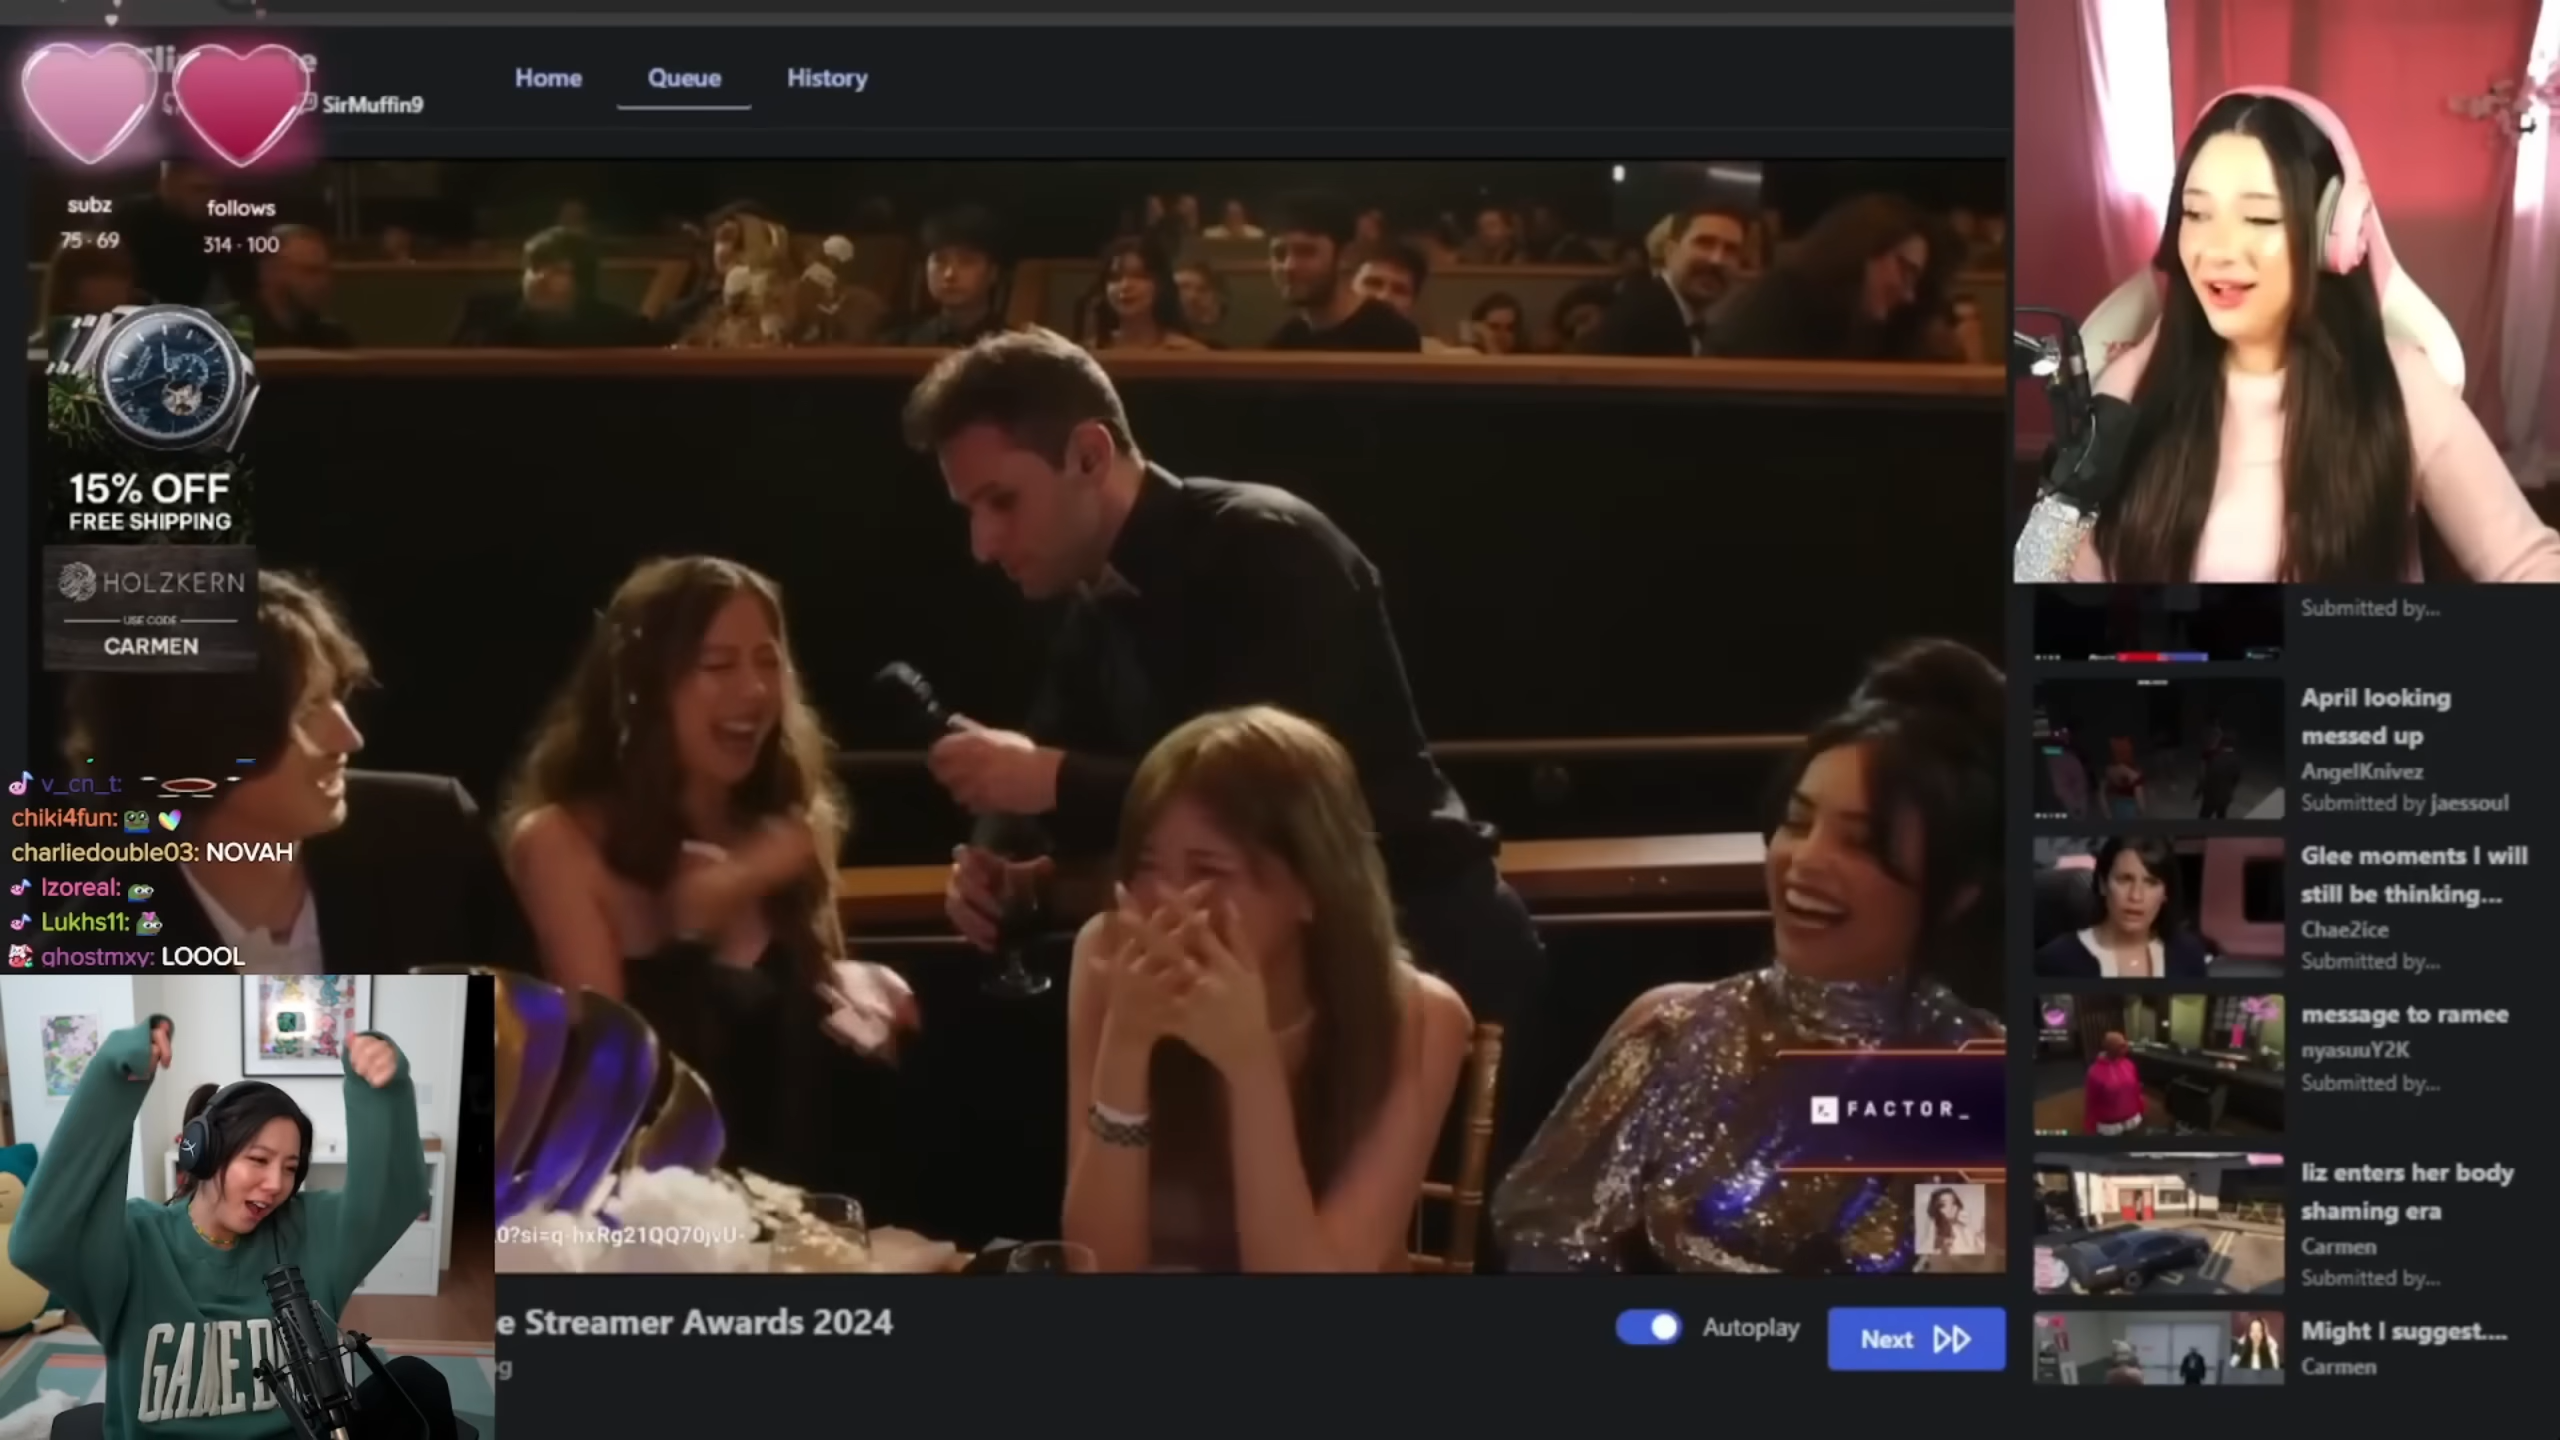 SirMuffin9
Home
Queue
History
subz
75 · 69
follows
314 · 100
15% OFF
FREE SHIPPING
HOLZKERN
USE CODE
CARMEN
v_cn_t:
chiki4fun:
charliedouble03: NOVAH
lzoreal:
Lukhs11:
ghostmxy: LOOOL
FACTOR_
0?si=q-hxRg21QQ70jvU-
e Streamer Awards 2024
Autoplay
Next
Submitted by...
April looking
messed up
AngelKnivez
Submitted by jaessoul
Glee moments I will
still be thinking...
Chae2ice
Submitted by...
message to ramee
nyasuuY2K
Submitted by...
liz enters her body
shaming era
Carmen
Submitted by...
Might I suggest....
Carmen